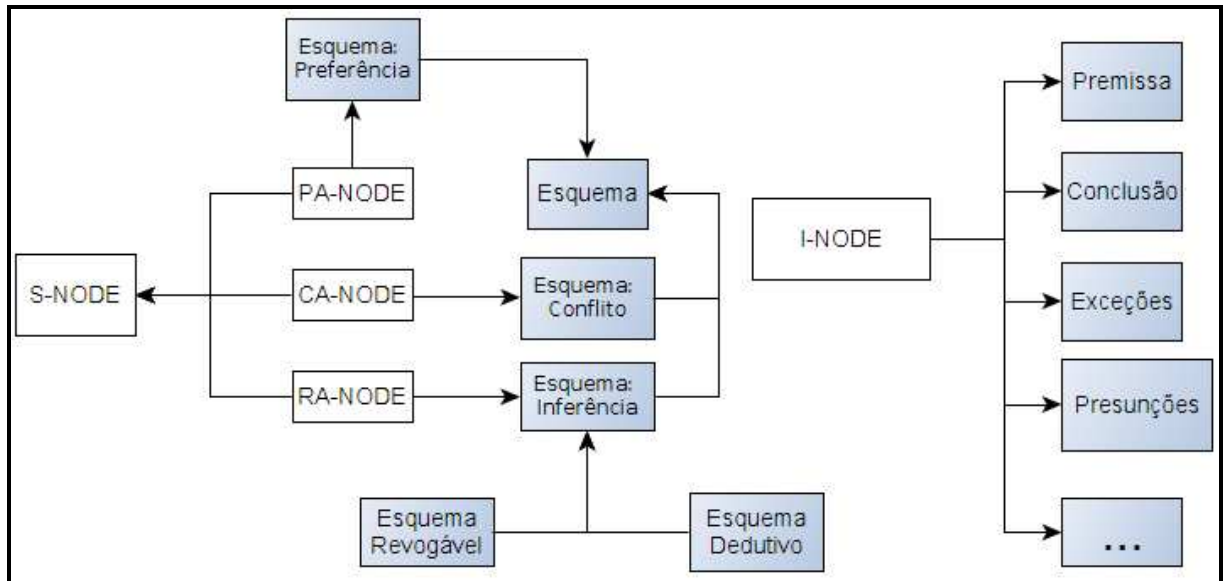 Esquema:
Preferência
PA-NODE
Esquema
S-NODE
CA-NODE
Esquema:
Conflito
RA-NODE
Esquema:
Inferência
Esquema
Revogável
Esquema
Dedutivo
I-NODE
Premissa
Conclusão
Exceções
Presunções
...